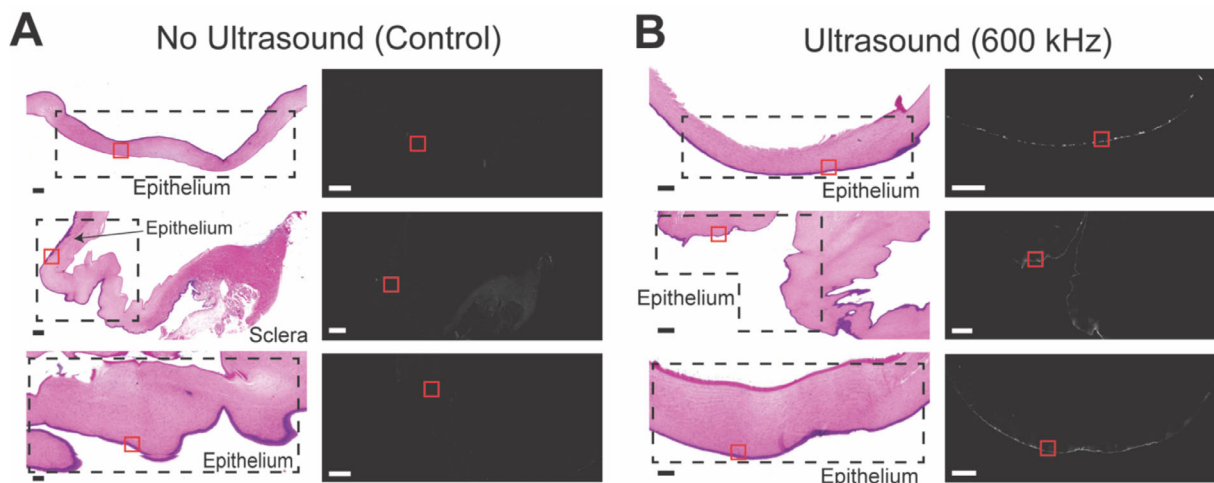 A
No Ultrasound (Control)
Epithelium
Epithelium
Sclera
Epithelium
B
Ultrasound (600 kHz)
Epithelium
Epithelium
Epithelium